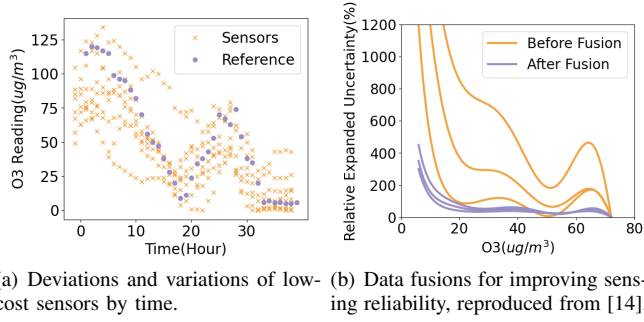 O3 Reading(ug/m³)
125
100
75
50
25
0
0
10
20
30
Time(Hour)
Sensors
Reference
Relative Expanded Uncertainty(%)
1200
1000
800
600
400
200
0
0
20
40
60
80
O3(ug/m³)
Before Fusion
After Fusion
a) Deviations and variations of low-
cost sensors by time.
(b) Data fusions for improving sens-
ing reliability, reproduced from [14]